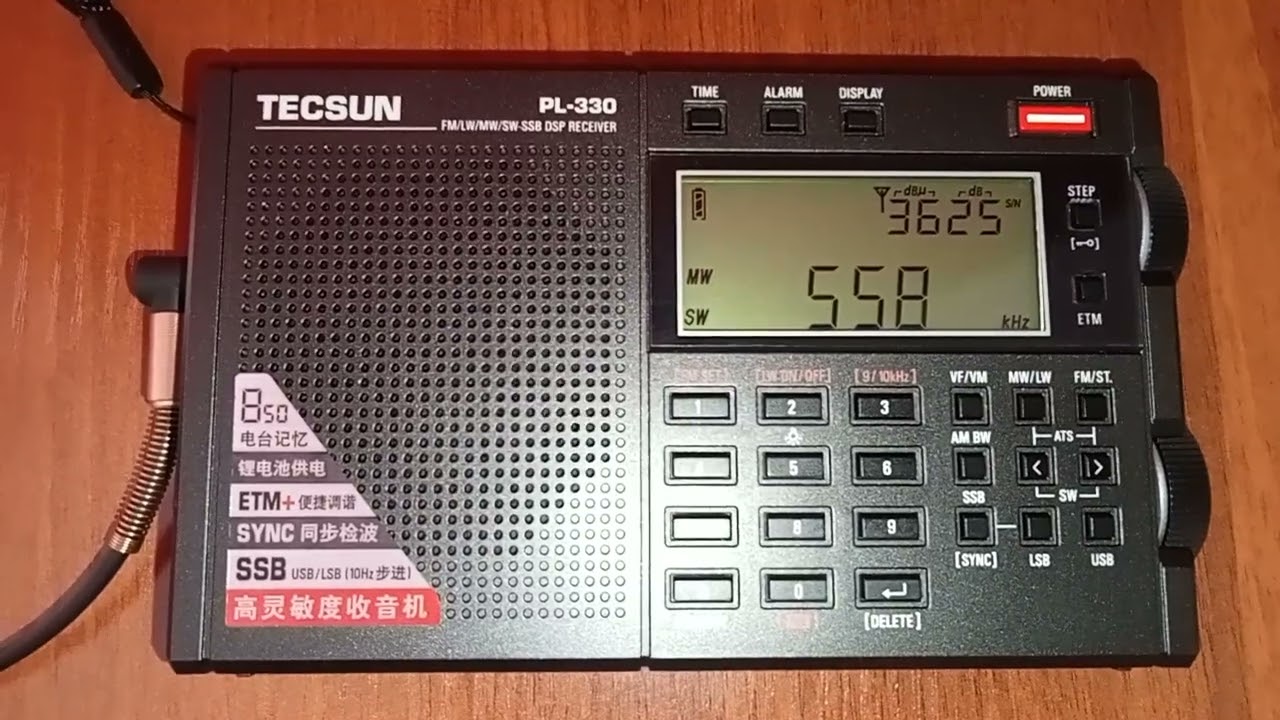 TECSUN
PL-330
FM/LW/MW/SW-SSB DSP RECEIVER
TIME ALARM DISPLAY POWER
dBµ dB
3625 S/N
MW
558
SW
kHz
STEP
ETM
850
电台记忆
锂电池供电
ETM+ 便捷调谐
SYNC 同步检波
SSB USB/LSB (10Hz 步进)
高灵敏度收音机
[LW ON/OFF] [9/10kHz] VF/VM MW/LW FM/ST.
1 2 3
AM BW ATS
5 6 < >
SSB SW
8 9
[SYNC] LSB USB
0
[DELETE]